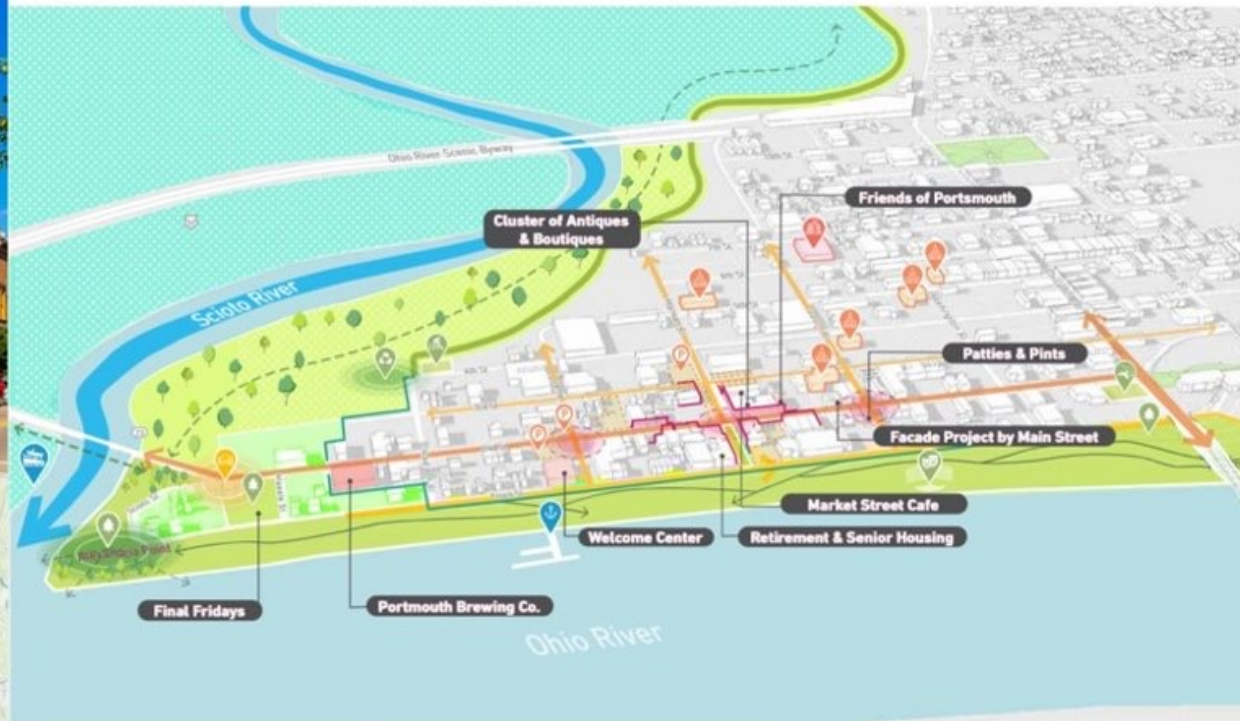 Ohio River Scenic Byway
Friends of Portsmouth
Cluster of Antiques
& Boutiques
Scioto River
Patties & Pints
Facade Project by Main Street
Market Street Cafe
Welcome Center
Retirement & Senior Housing
Final Fridays
Portmouth Brewing Co.
Ohio River
P
P
P